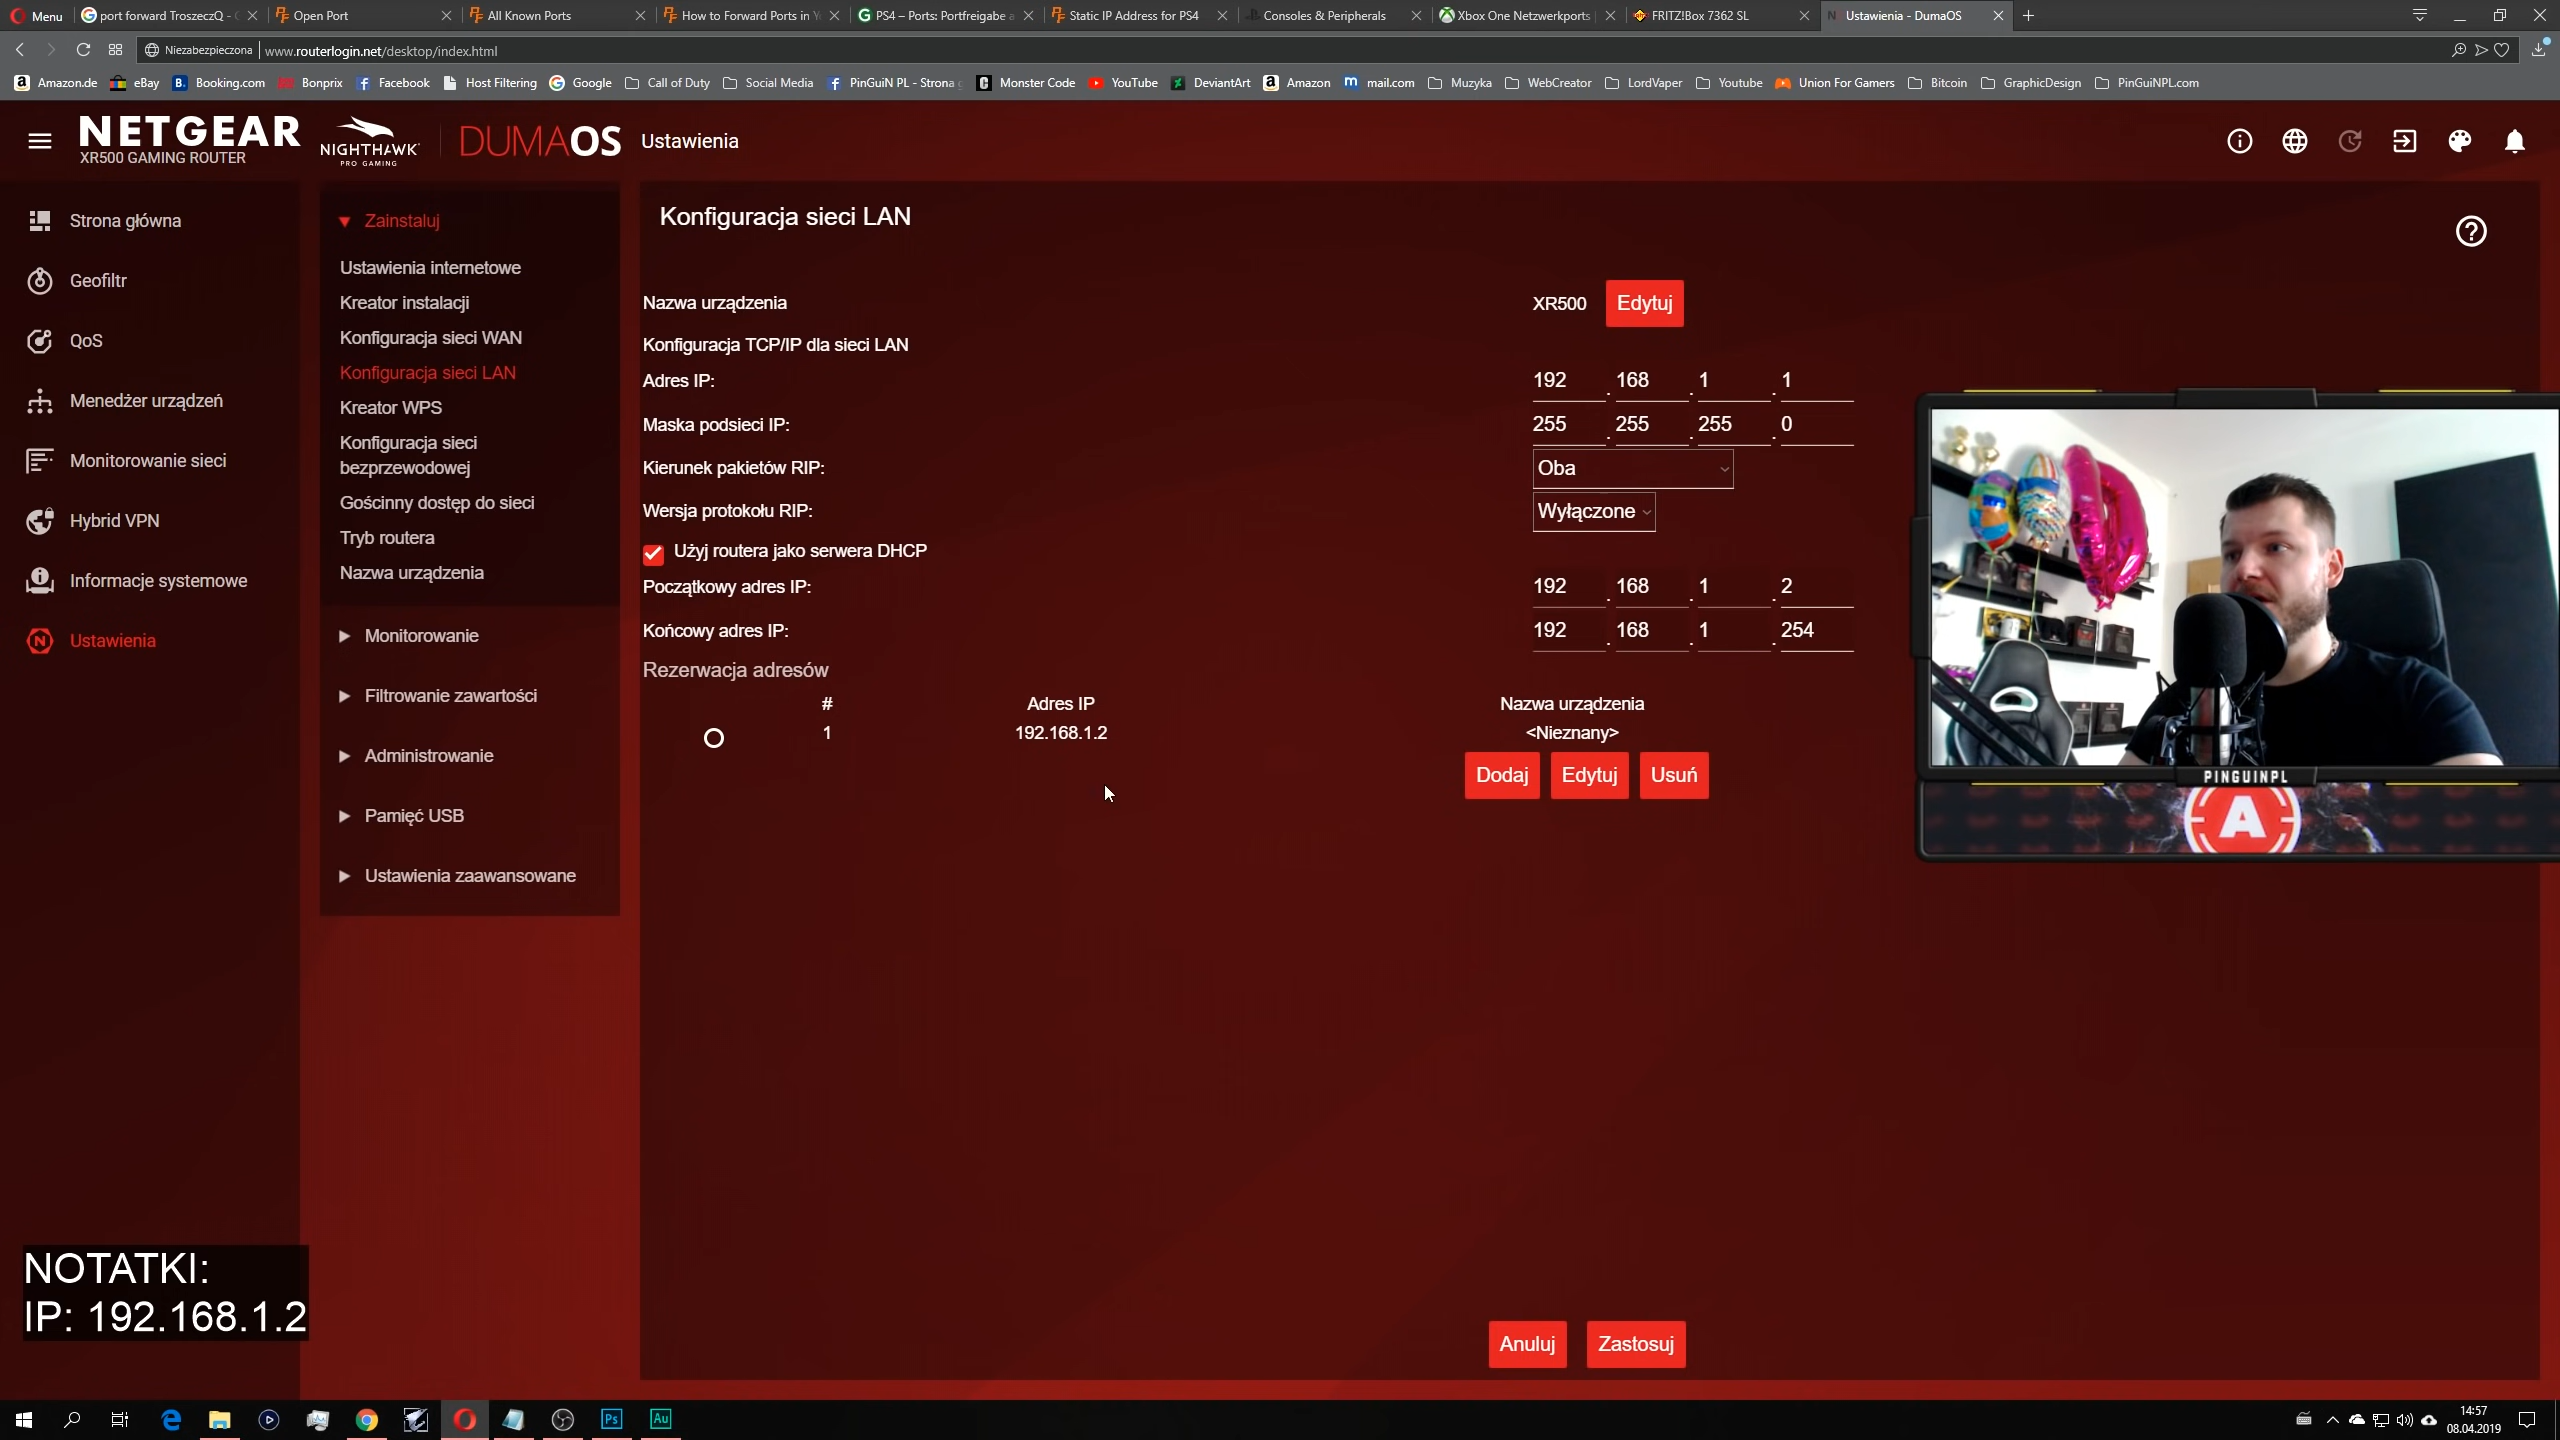 Menu
port forward TroszeczQ -
Open Port
All Known Ports
How to Forward Ports in Y
PS4 – Ports: Portfreigabe a
Static IP Address for PS4
Consoles & Peripherals
Xbox One Netzwerkports
FRITZ!Box 7362 SL
Ustawienia - DumaOS
Niezabezpieczona
www.routerlogin.net/desktop/index.html
Amazon.de
eBay
Booking.com
Bonprix
Facebook
Host Filtering
Google
Call of Duty
Social Media
PinGuiN PL - Strona
Monster Code
YouTube
DeviantArt
Amazon
mail.com
Muzyka
WebCreator
LordVaper
Youtube
Union For Gamers
Bitcoin
GraphicDesign
PinGuiNPL.com
NETGEAR
XR500 GAMING ROUTER
NIGHTHAWK
PRO GAMING
DUMAOS
Ustawienia
Strona główna
Geofiltr
QoS
Menedżer urządzeń
Monitorowanie sieci
Hybrid VPN
Informacje systemowe
Ustawienia
Zainstaluj
Ustawienia internetowe
Kreator instalacji
Konfiguracja sieci WAN
Konfiguracja sieci LAN
Kreator WPS
Konfiguracja sieci
bezprzewodowej
Gościnny dostęp do sieci
Tryb routera
Nazwa urządzenia
Monitorowanie
Filtrowanie zawartości
Administrowanie
Pamięć USB
Ustawienia zaawansowane
Konfiguracja sieci LAN
Nazwa urządzenia XR500 Edytuj
Konfiguracja TCP/IP dla sieci LAN
Adres IP: 192 . 168 . 1 . 1
Maska podsieci IP: 255 . 255 . 255 . 0
Kierunek pakietów RIP: Oba
Wersja protokołu RIP: Wyłączone
Użyj routera jako serwera DHCP
Początkowy adres IP: 192 . 168 . 1 . 2
Końcowy adres IP: 192 . 168 . 1 . 254
Rezerwacja adresów
# Adres IP Nazwa urządzenia
1 192.168.1.2 <Nieznany>
Dodaj Edytuj Usuń
Anuluj Zastosuj
PINGUINPL
A
NOTATKI:
IP: 192.168.1.2
Ps
Au
14:57
08.04.2019